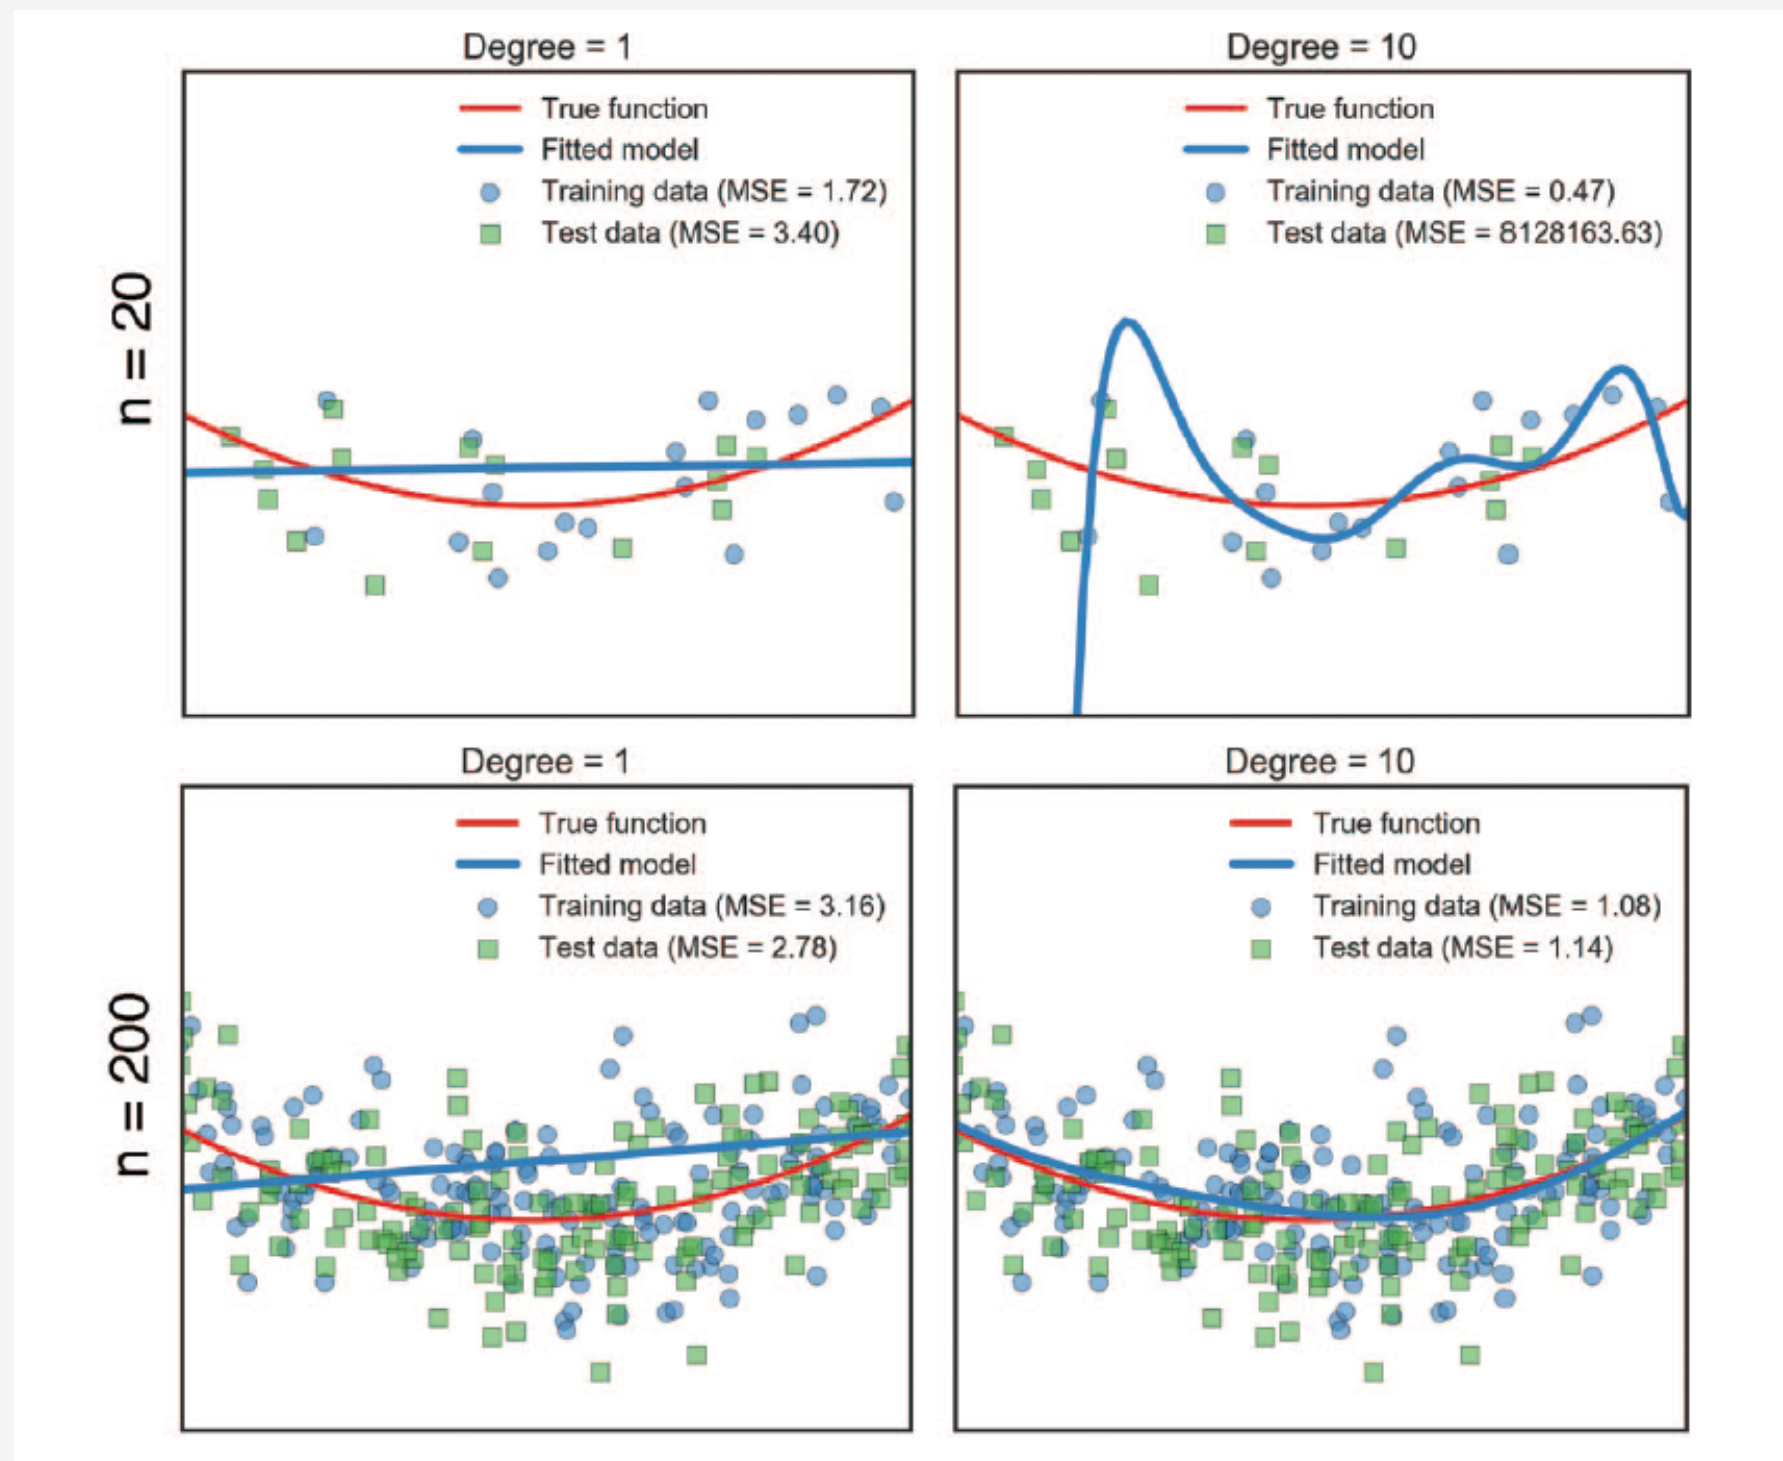 Degree = 1
True function
Fitted model
Training data (MSE = 1.72)
Test data (MSE = 3.40)
Degree = 10
True function
Fitted model
Training data (MSE = 0.47)
Test data (MSE = 8128163.63)
n = 20
Degree = 1
True function
Fitted model
Training data (MSE = 3.16)
Test data (MSE = 2.78)
Degree = 10
True function
Fitted model
Training data (MSE = 1.08)
Test data (MSE = 1.14)
n = 200